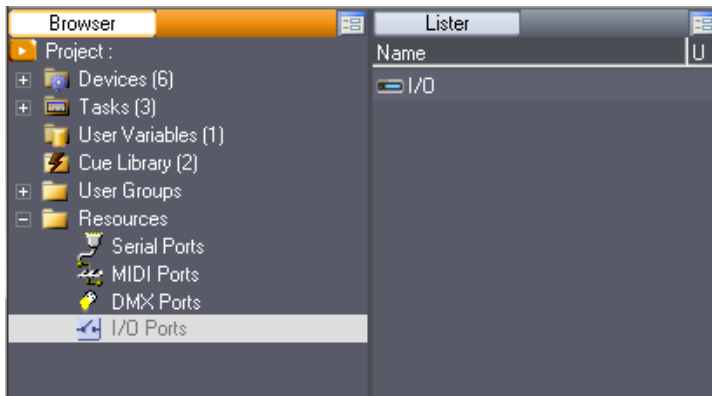 Browser
Project :
Devices (6)
Tasks (3)
User Variables (1)
Cue Library (2)
User Groups
Resources
Serial Ports
MIDI Ports
DMX Ports
I/O Ports
Lister
Name U
I/O